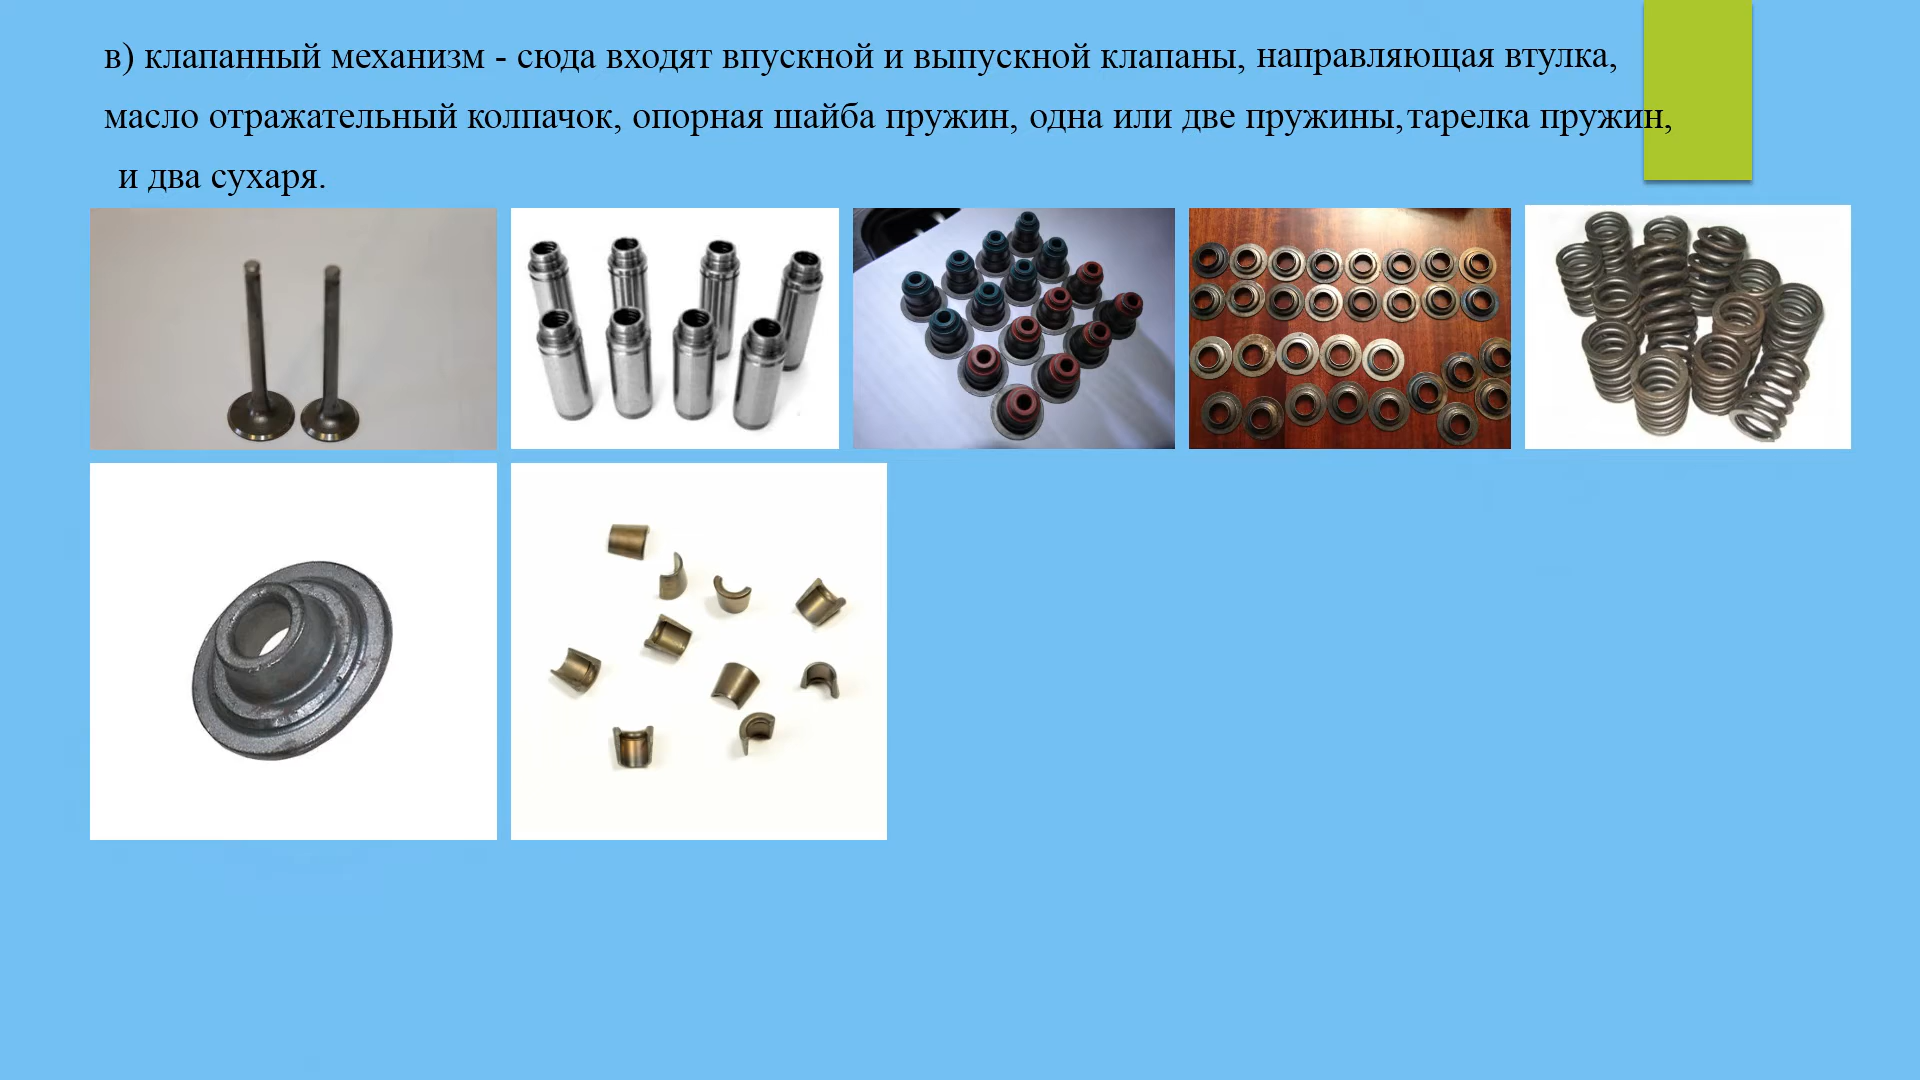 в) клапанный механизм - сюда входят впускной и выпускной клапаны, направляющая втулка,
масло отражательный колпачок, опорная шайба пружин, одна или две пружины,тарелка пружин,
и два сухаря.